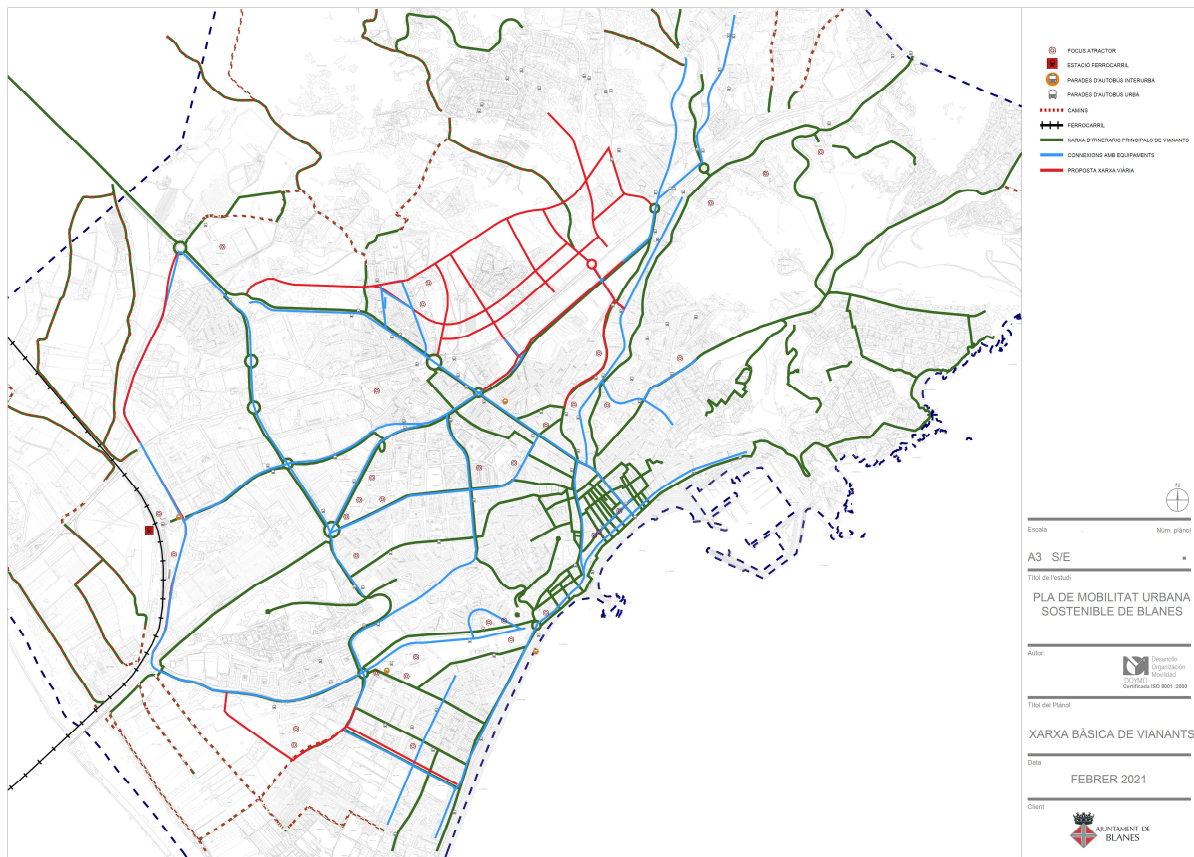 FOCUS ATRACTOR
ESTACIÓ FERROCARRIL
PARADES D'AUTOBÚS INTERURBÀ
PARADES D'AUTOBÚS URBÀ
CAMINS
FERROCARRIL
XARXA D'ITINERARIS PRINCIPALS DE VIANANTS
CONNEXIONS AMB EQUIPAMENTS
PROPOSTA XARXA VIÀRIA
N
Escala
Núm. plànol
A3 S/E
Títol de l'estudi
PLA DE MOBILITAT URBANA
SOSTENIBLE DE BLANES
Autor:
Desarrollo
Organización
Movilidad
DOYMO
Certificada ISO 9001 :2000
Títol del Plànol
XARXA BÀSICA DE VIANANTS
Data
FEBRER 2021
Client
AJUNTAMENT DE
BLANES